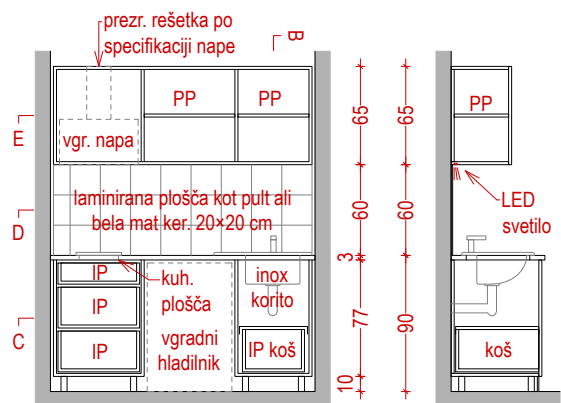 prezr. rešetka po
specifikaciji nape
B
PP
PP
E
vgr. napa
65
65
PP
laminirana plošča kot pult ali
bela mat ker. 20×20 cm
D
60
60
LED
svetilo
IP
kuh.
plošča
inox
korito
3
IP
C
vgradni
hladilnik
77
90
IP
IP koš
koš
10